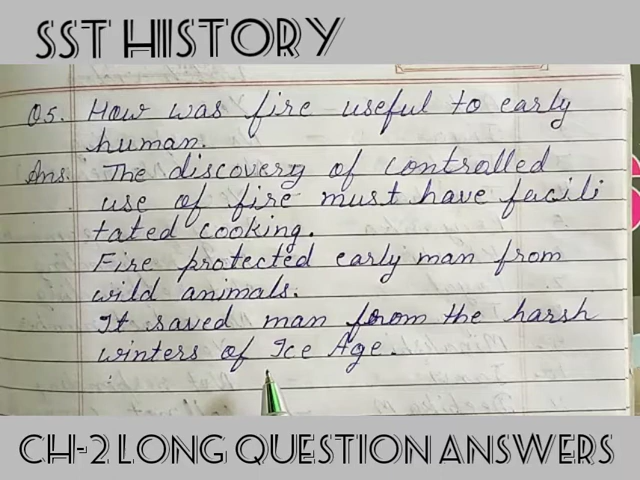 SST HISTORY
Q5. How was fire useful to early
human.
Ans. The discovery of controlled
use of fire must have facili
tated cooking.
Fire protected early man from
wild animals.
It saved man from the harsh
winters of Ice Age.
CH-2 LONG QUESTION ANSWERS